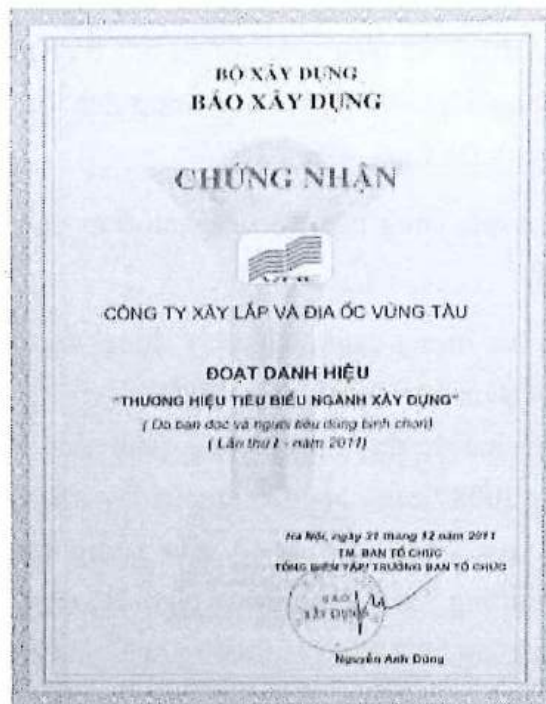 BỘ XÂY DỰNG
BÁO XÂY DỰNG
CHỨNG NHẬN
CÔNG TY XÂY LẮP VÀ ĐỊA ỐC VŨNG TÀU
ĐOẠT DANH HIỆU
"THƯƠNG HIỆU TIÊU BIỂU NGÀNH XÂY DỰNG"
( Do bạn đọc và người tiêu dùng bình chọn)
( Lần thứ I - năm 2011)
Hà Nội, ngày 21 tháng 12 năm 2011
TM. BAN TỔ CHỨC
TỔNG BIÊN TẬP/ TRƯỞNG BAN TỔ CHỨC
BÁO
XÂY DỰNG
Nguyễn Anh Dũng